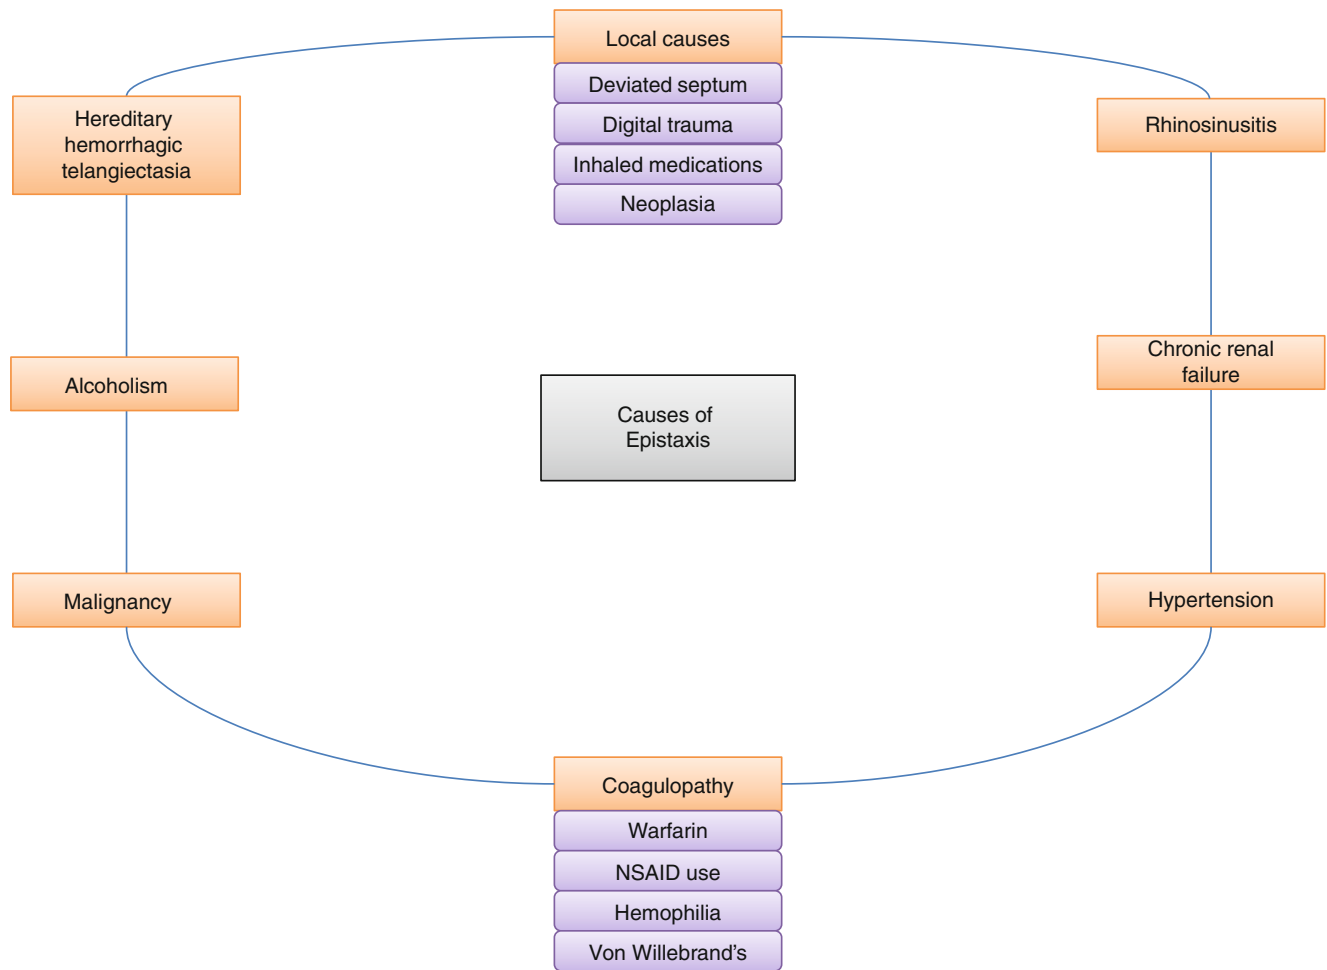 Local causes
Deviated septum
Digital trauma
Inhaled medications
Neoplasia
Hereditary
hemorrhagic
telangiectasia
Rhinosinusitis
Alcoholism
Causes of
Epistaxis
Chronic renal
failure
Malignancy
Hypertension
Coagulopathy
Warfarin
NSAID use
Hemophilia
Von Willebrand's